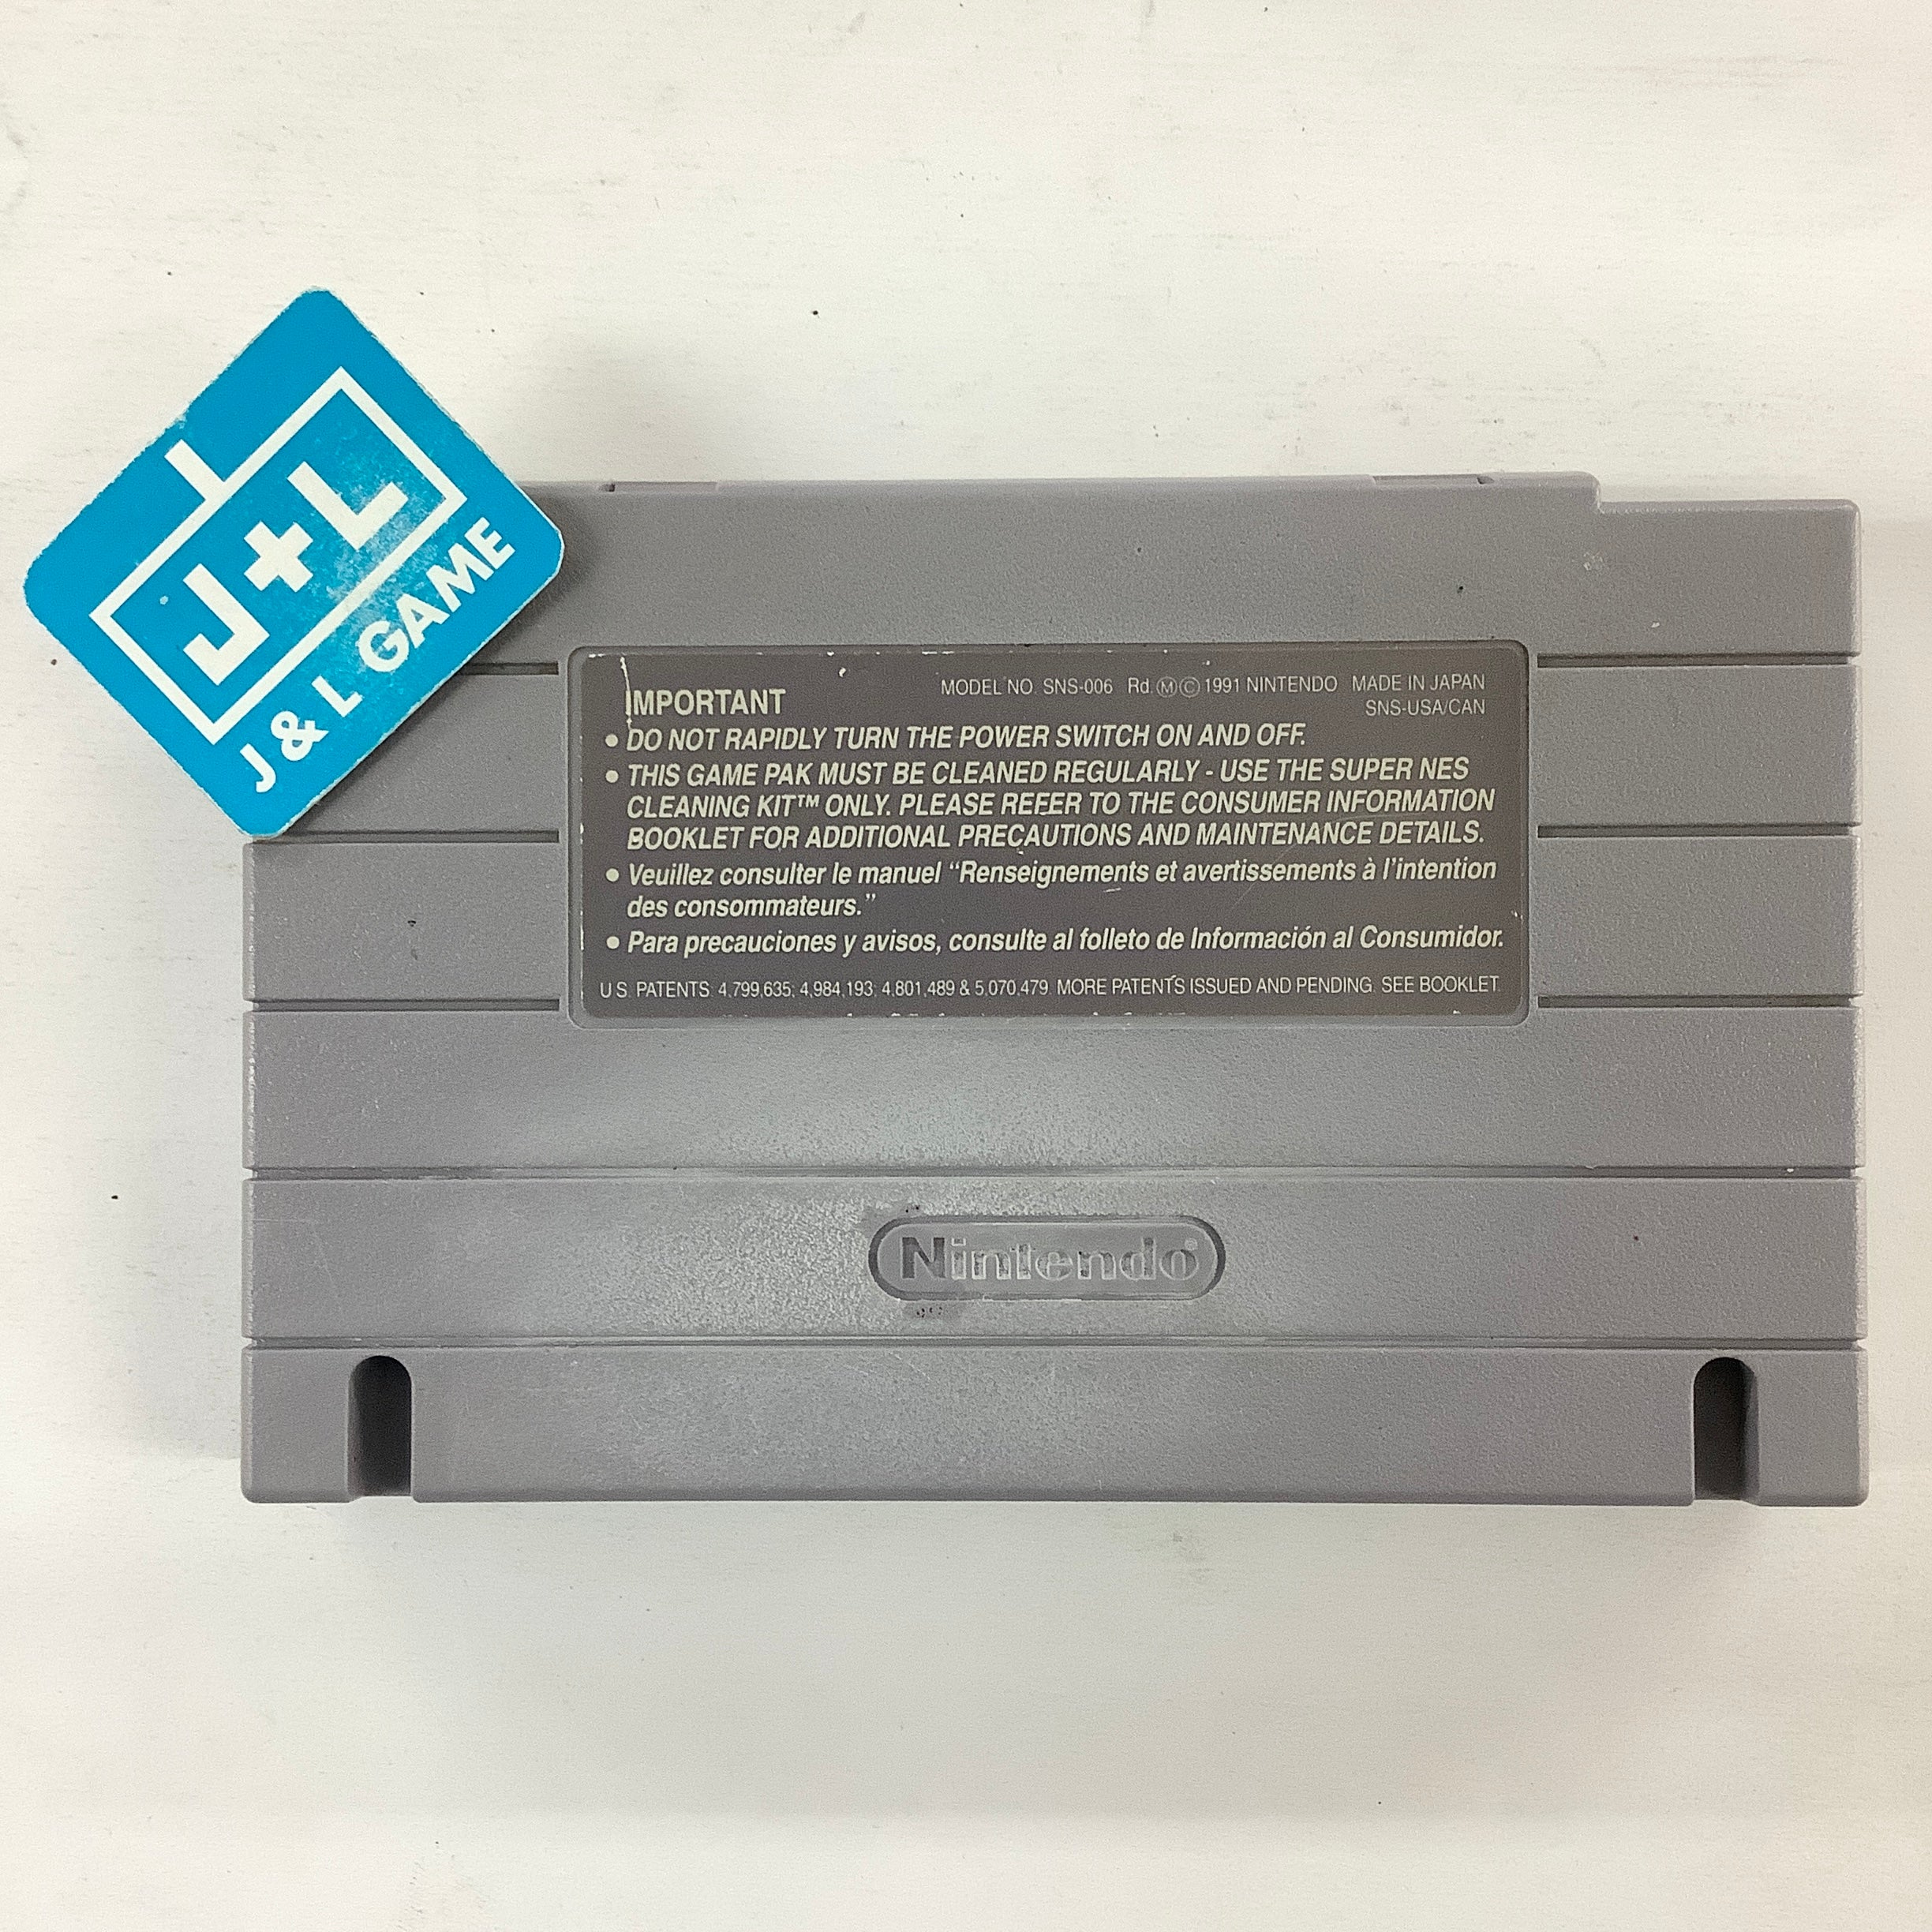 J+L
J & L GAME
IMPORTANT
MODEL NO. SNS-006 Rd.ⓂⒸ1991 NINTENDO MADE IN JAPAN
SNS-USA/CAN
● DO NOT RAPIDLY TURN THE POWER SWITCH ON AND OFF.
● THIS GAME PAK MUST BE CLEANED REGULARLY - USE THE SUPER NES
CLEANING KIT™ ONLY. PLEASE REFER TO THE CONSUMER INFORMATION
BOOKLET FOR ADDITIONAL PRECAUTIONS AND MAINTENANCE DETAILS.
● Veuillez consulter le manuel “Renseignements et avertissements à l’intention
des consommateurs.”
● Para precauciones y avisos, consulte al folleto de Información al Consumidor.
U.S. PATENTS: 4,799,635; 4,984,193; 4,801,489 & 5,070,479. MORE PATENTS ISSUED AND PENDING. SEE BOOKLET.
Nintendo®